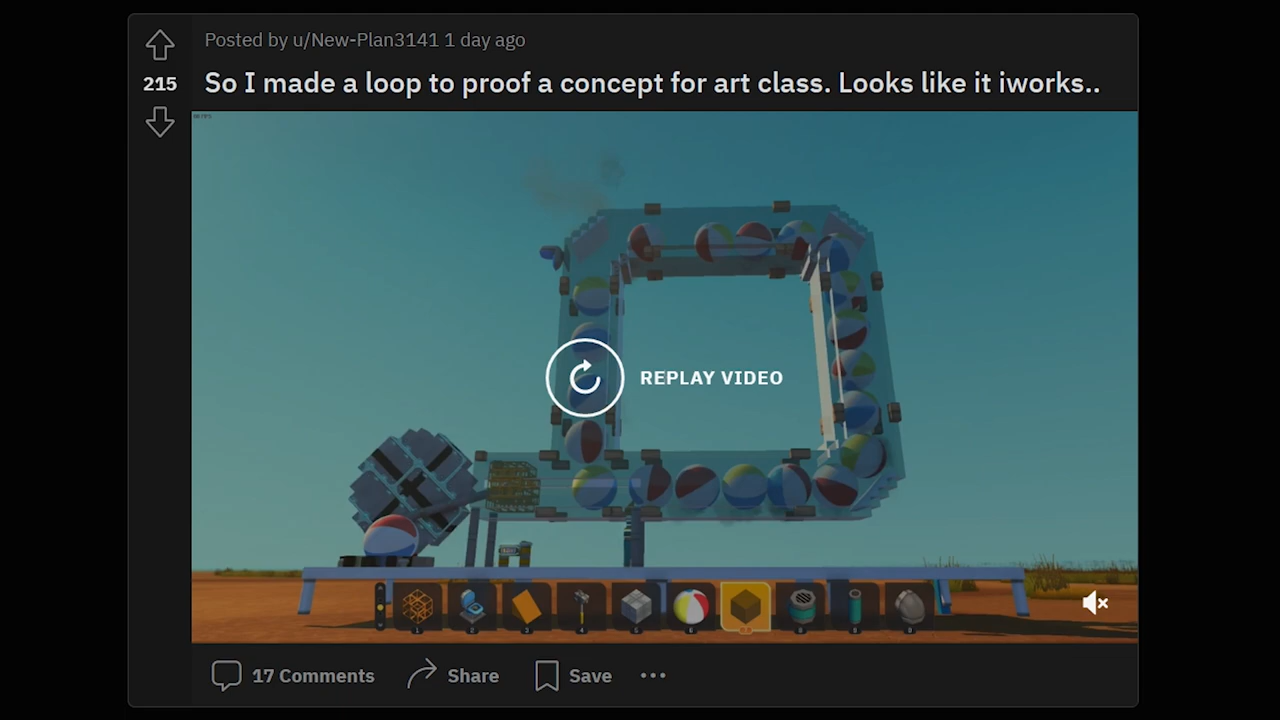 Posted by u/New-Plan3141 1 day ago
215
So I made a loop to proof a concept for art class. Looks like it iworks..
REPLAY VIDEO
17 Comments
Share
Save